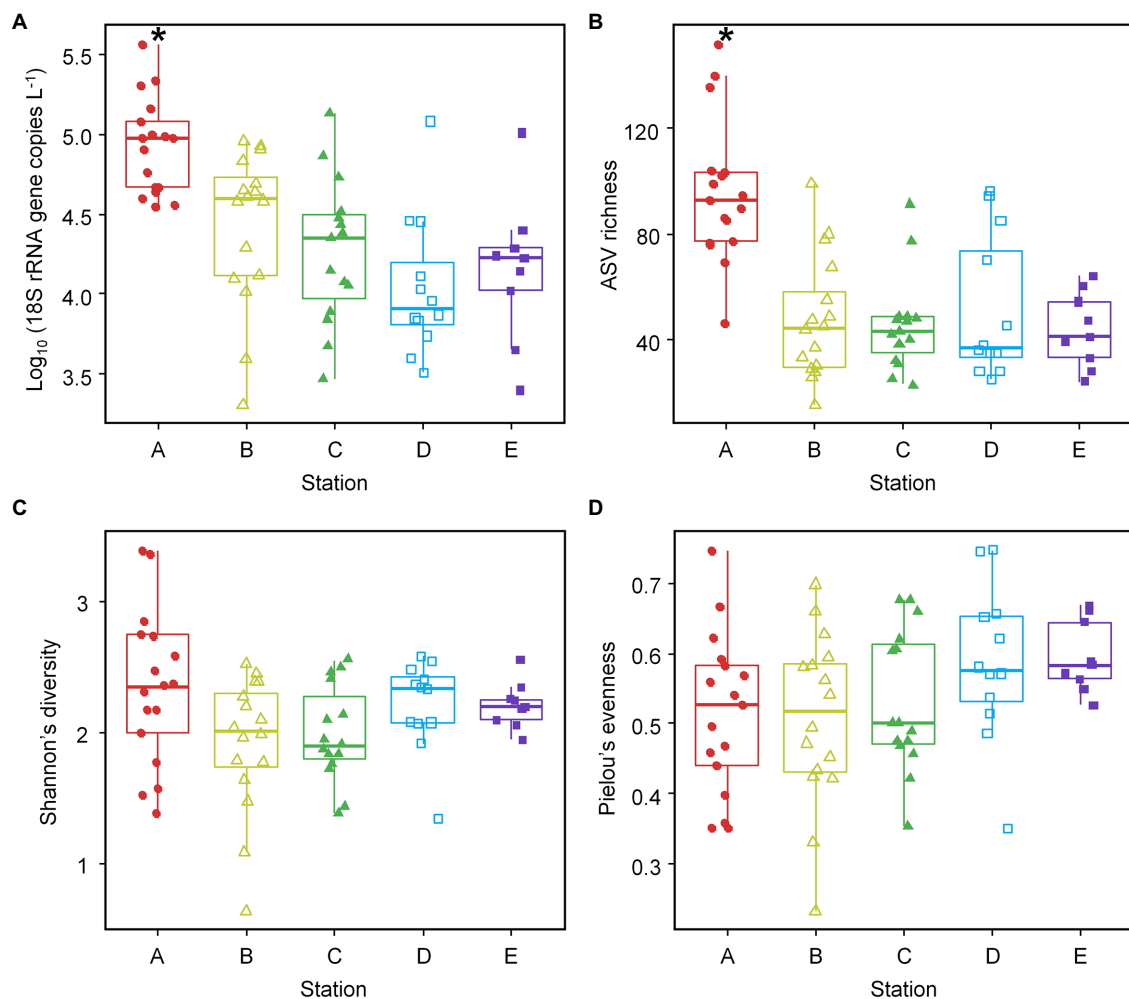 A
*
Log₁₀ (18S rRNA gene copies L⁻¹)
5.5
5.0
4.5
4.0
3.5
A B C D E
Station
B
*
ASV richness
120
80
40
A B C D E
Station
C
Shannon's diversity
3
2
1
A B C D E
Station
D
Pielou's evenness
0.7
0.6
0.5
0.4
0.3
A B C D E
Station